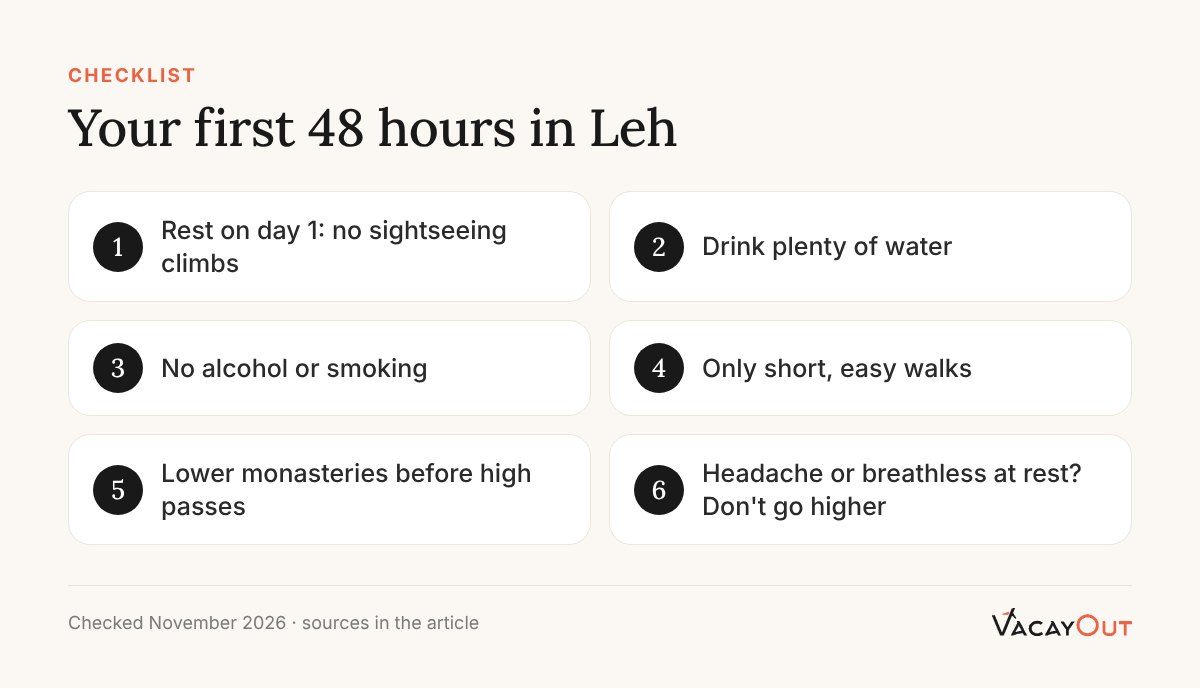 CHECKLIST
Your first 48 hours in Leh
1
Rest on day 1: no sightseeing
climbs
2
Drink plenty of water
3
No alcohol or smoking
4
Only short, easy walks
5
Lower monasteries before high
passes
6
Headache or breathless at rest?
Don't go higher
Checked November 2026 · sources in the article
VACAYOUT